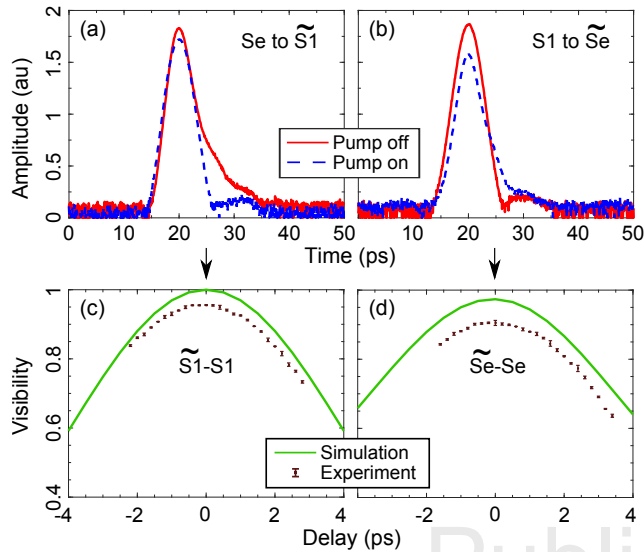 (a) Se to S̃1
(b) S1 to S̃e
Amplitude (au)
2
1.5
1
0.5
0
Pump off
Pump on
0 10 20 30 40 50
0 10 20 30 40 50
Time (ps)
(c)
(d)
S̃1-S1
S̃e-Se
Visibility
1
0.8
0.6
0.4
Simulation
Experiment
-4 -2 0 2 4
-4 -2 0 2 4
Delay (ps)
Publi